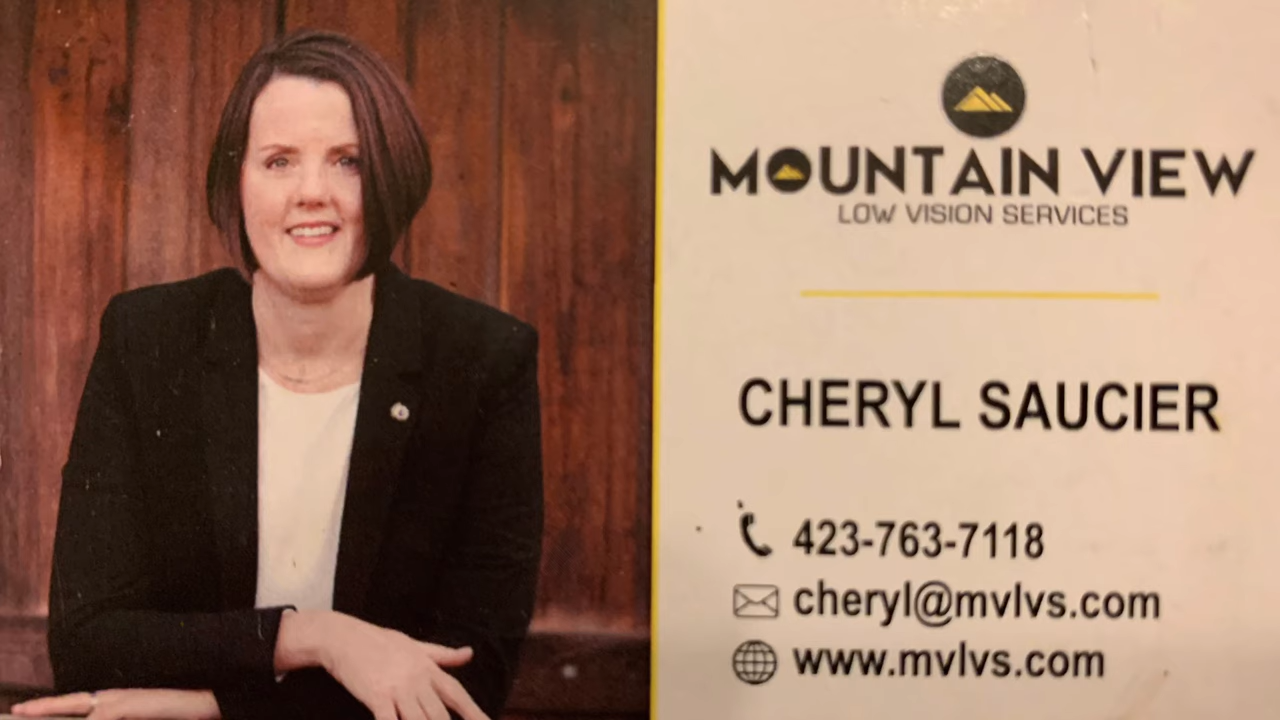 MOUNTAIN VIEW
LOW VISION SERVICES
CHERYL SAUCIER
423-763-7118
cheryl@mvlvs.com
www.mvlvs.com